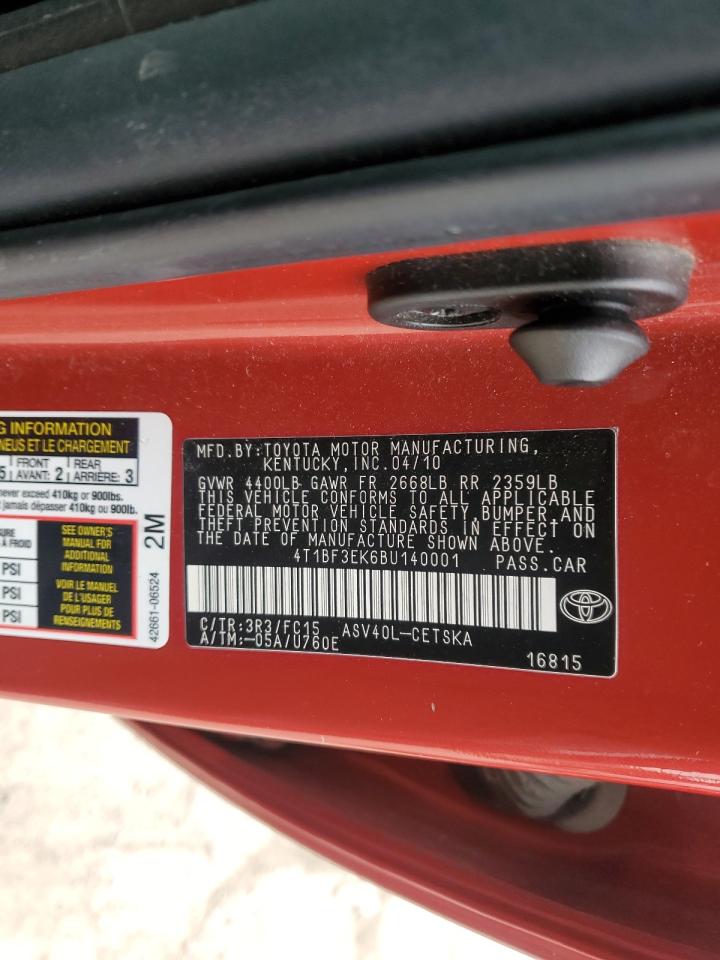 G INFORMATION
NEUS ET LE CHARGEMENT
5 FRONT AVANT: 2 REAR ARRIÈRE: 3
never exceed 410kg or 900lbs.
jamais dépasser 410kg ou 900lb.
À FROID
PSI
PSI
PSI
SEE OWNER'S
MANUAL FOR
ADDITIONAL
INFORMATION
VOIR LE MANUEL
DE L'USAGER
POUR PLUS DE
RENSEIGNEMENTS
2M
42661-06524
MFD.BY:TOYOTA MOTOR MANUFACTURING,
KENTUCKY, INC.04/10
GVWR 4400LB GAWR FR 2668LB RR 2359LB
THIS VEHICLE CONFORMS TO ALL APPLICABLE
FEDERAL MOTOR VEHICLE SAFETY, BUMPER, AND
THEFT PREVENTION STANDARDS IN EFFECT ON
THE DATE OF MANUFACTURE SHOWN ABOVE.
4T1BF3EK6BU140001 PASS.CAR
C/TR:3R3/FC15 ASV40L-CETSKA
A/TM:-05A/U760E
16815